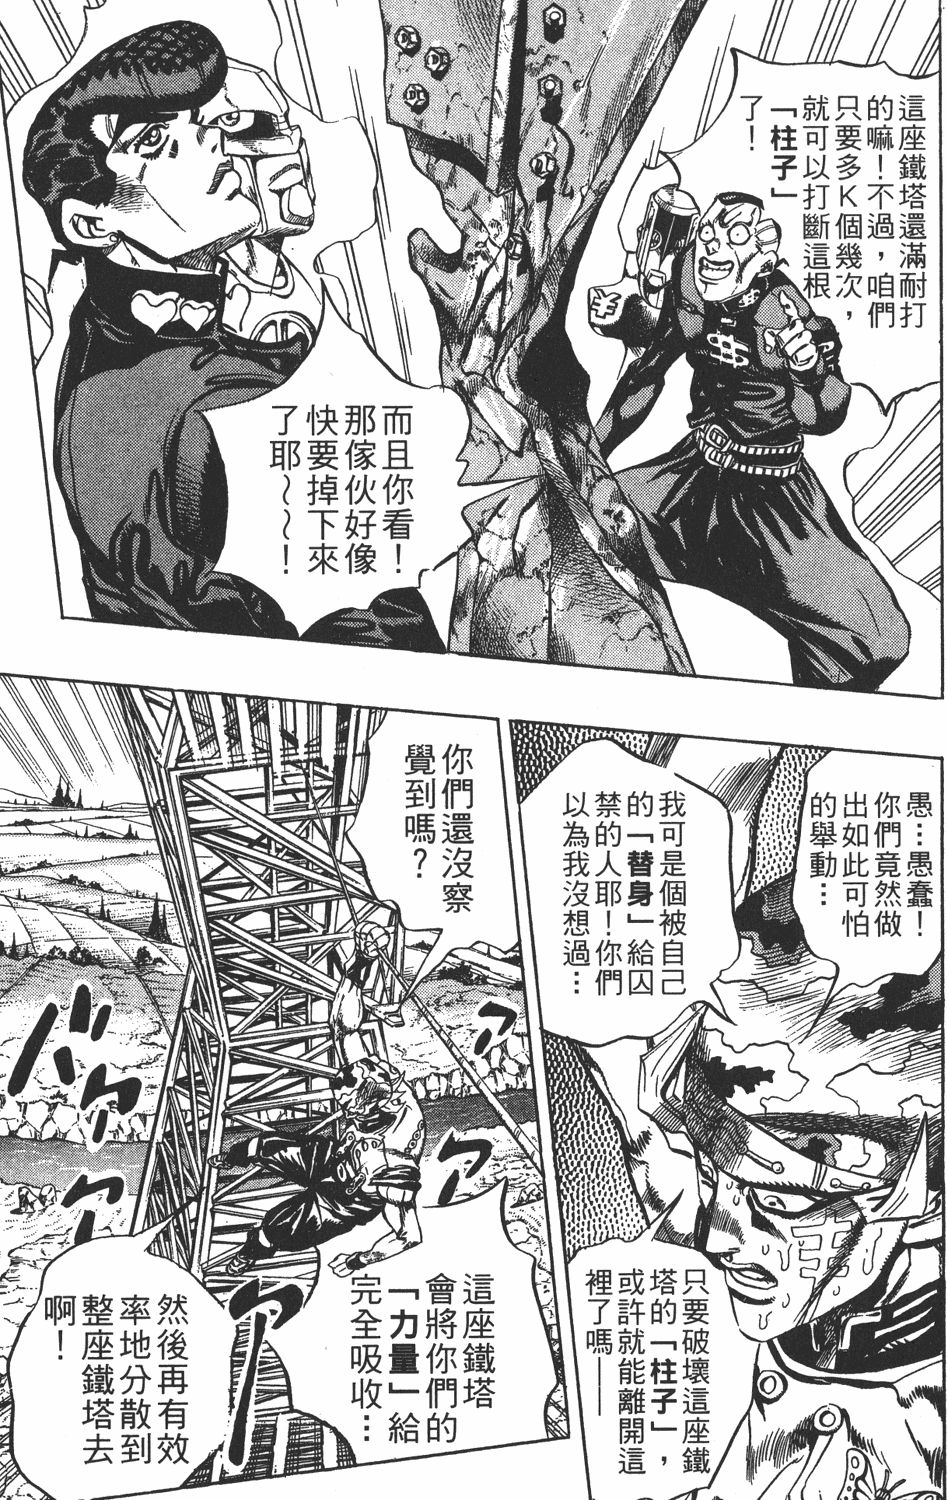 這座鐵塔還滿耐打
的嘛！不過，咱們
只要多Ｋ個幾次，
就可以打斷這根
「柱子」
了！
而且你看！
那傢伙好像
快要掉下來
了耶～～！
愚…愚蠢！
你們竟然做
出如此可怕
的舉動…
我可是個被自己
的「替身」給囚
禁的人耶！你們
以為我沒想過…
只要破壞這座鐵
塔的「柱子」，
或許就能離開這
裡了嗎——
你們還沒察
覺到嗎？
這座鐵塔
會將你們的
「力量」給
完全吸收…
然後再有效
率地分散到
整座鐵塔去
啊！